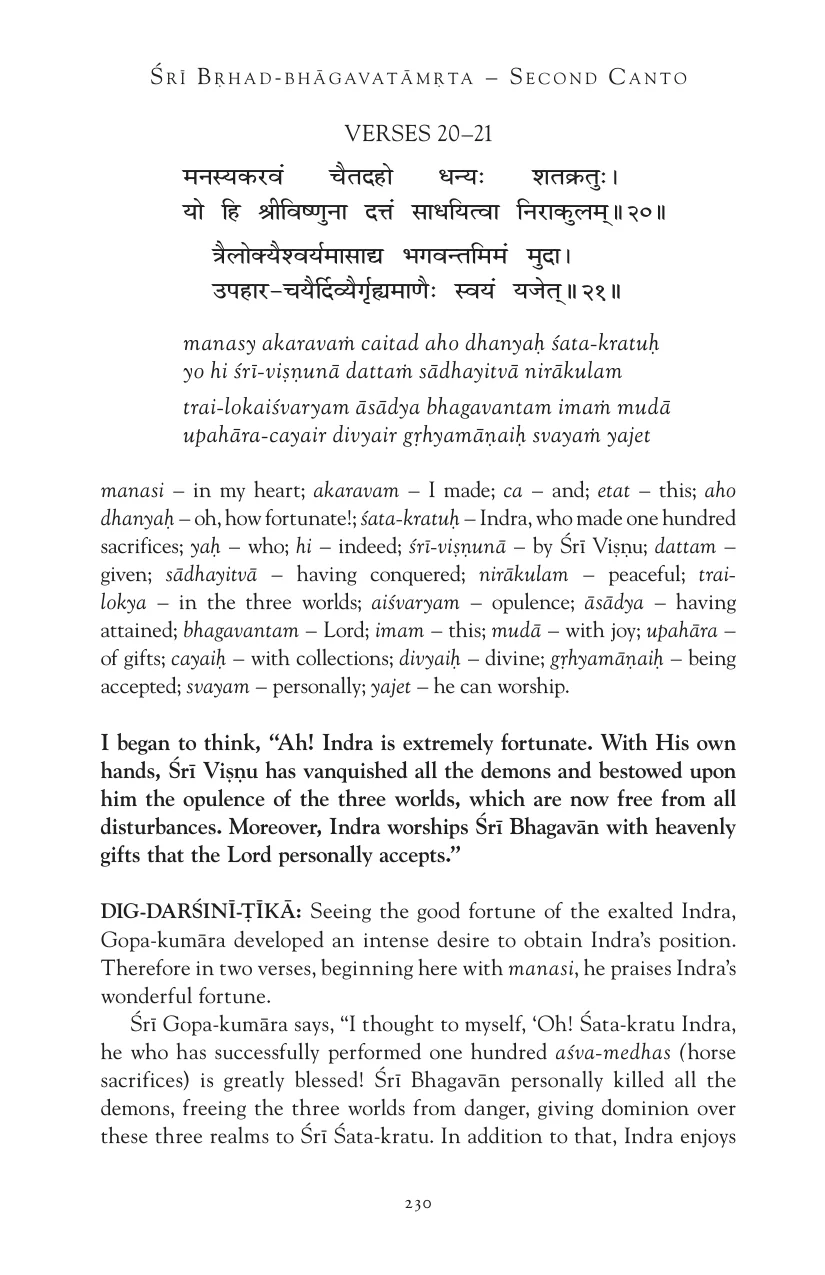 Śrī Bṛhad-bhāgavatāmṛta – Second Canto
VERSES 20–21
मनस्यकरवं चैतदहो धन्यः शतक्रतुः।
यो हि श्रीविष्णुना दत्तं साधयित्वा निराकुलम्॥२०॥
त्रैलोक्यैश्वर्यमासाद्य भगवन्तमिमं मुदा।
उपहार-चयैर्दिव्यैर्गृह्यमाणैः स्वयं यजेत्॥२१॥
manasy akaravaṁ caitad aho dhanyaḥ śata-kratuḥ
yo hi śrī-viṣṇunā dattaṁ sādhayitvā nirākulam
trai-lokaiśvaryam āsādya bhagavantam imaṁ mudā
upahāra-cayair divyair gṛhyamāṇaiḥ svayaṁ yajet
manasi – in my heart; akaravam – I made; ca – and; etat – this; aho
dhanyaḥ – oh, how fortunate!; śata-kratuḥ – Indra, who made one hundred
sacrifices; yaḥ – who; hi – indeed; śrī-viṣṇunā – by Śrī Viṣṇu; dattam –
given; sādhayitvā – having conquered; nirākulam – peaceful; trai-
lokya – in the three worlds; aiśvaryam – opulence; āsādya – having
attained; bhagavantam – Lord; imam – this; mudā – with joy; upahāra –
of gifts; cayaiḥ – with collections; divyaiḥ – divine; gṛhyamāṇaiḥ – being
accepted; svayam – personally; yajet – he can worship.
I began to think, “Ah! Indra is extremely fortunate. With His own
hands, Śrī Viṣṇu has vanquished all the demons and bestowed upon
him the opulence of the three worlds, which are now free from all
disturbances. Moreover, Indra worships Śrī Bhagavān with heavenly
gifts that the Lord personally accepts.”
DIG-DARŚINĪ-ṬĪKĀ: Seeing the good fortune of the exalted Indra,
Gopa-kumāra developed an intense desire to obtain Indra’s position.
Therefore in two verses, beginning here with manasi, he praises Indra’s
wonderful fortune.
Śrī Gopa-kumāra says, “I thought to myself, ‘Oh! Śata-kratu Indra,
he who has successfully performed one hundred aśva-medhas (horse
sacrifices) is greatly blessed! Śrī Bhagavān personally killed all the
demons, freeing the three worlds from danger, giving dominion over
these three realms to Śrī Śata-kratu. In addition to that, Indra enjoys
230